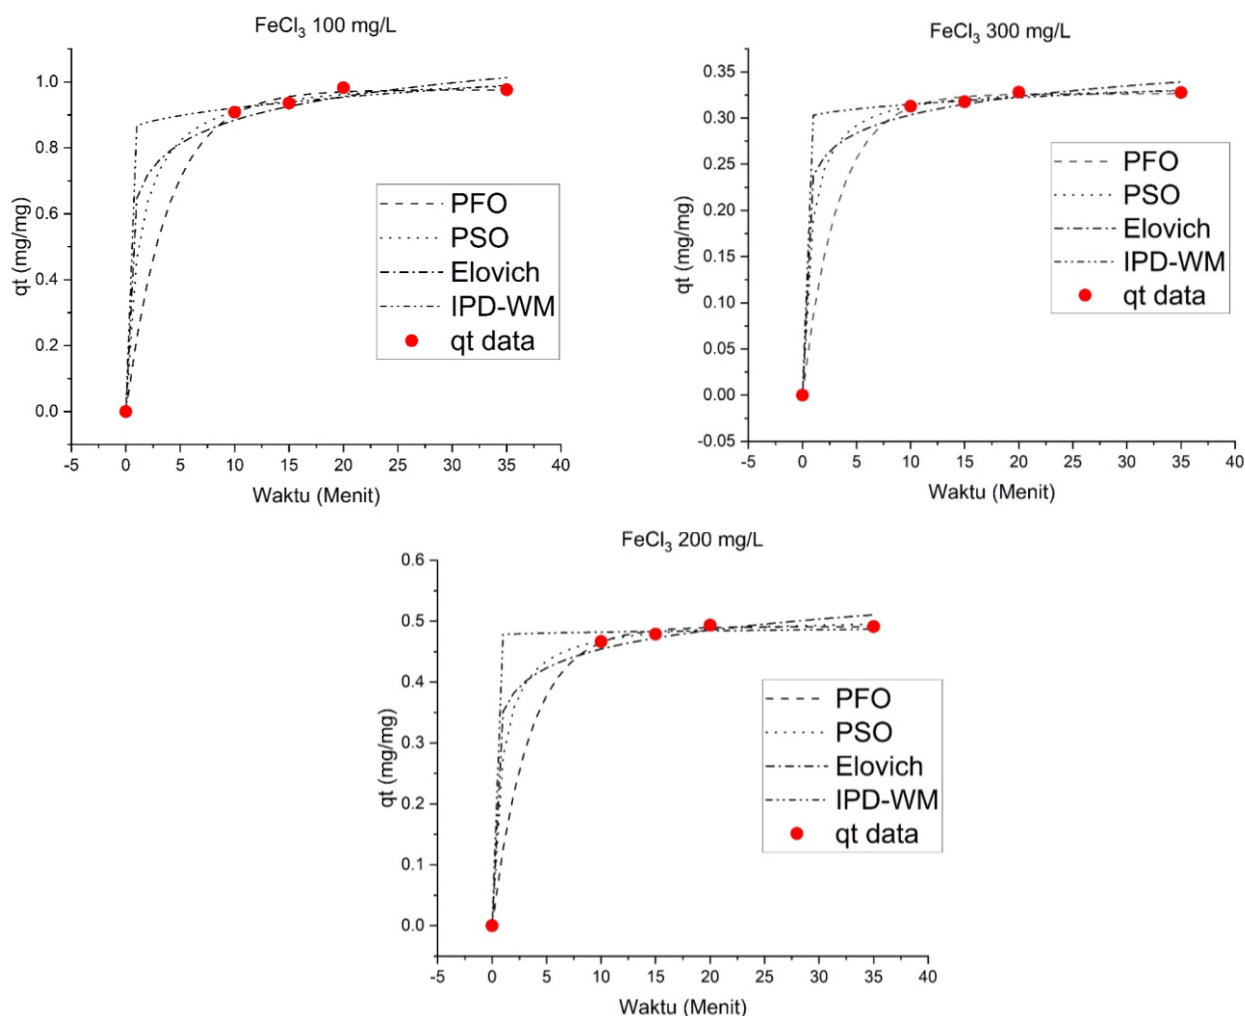 FeCl₃ 100 mg/L
qt (mg/mg)
1.0
0.8
0.6
0.4
0.2
0.0
-5 0 5 10 15 20 25 30 35 40
Waktu (Menit)
PFO
PSO
Elovich
IPD-WM
qt data
FeCl₃ 300 mg/L
qt (mg/mg)
0.35
0.30
0.25
0.20
0.15
0.10
0.05
0.00
-0.05
-5 0 5 10 15 20 25 30 35 40
Waktu (Menit)
PFO
PSO
Elovich
IPD-WM
qt data
FeCl₃ 200 mg/L
qt (mg/mg)
0.6
0.5
0.4
0.3
0.2
0.1
0.0
-5 0 5 10 15 20 25 30 35 40
Waktu (Menit)
PFO
PSO
Elovich
IPD-WM
qt data